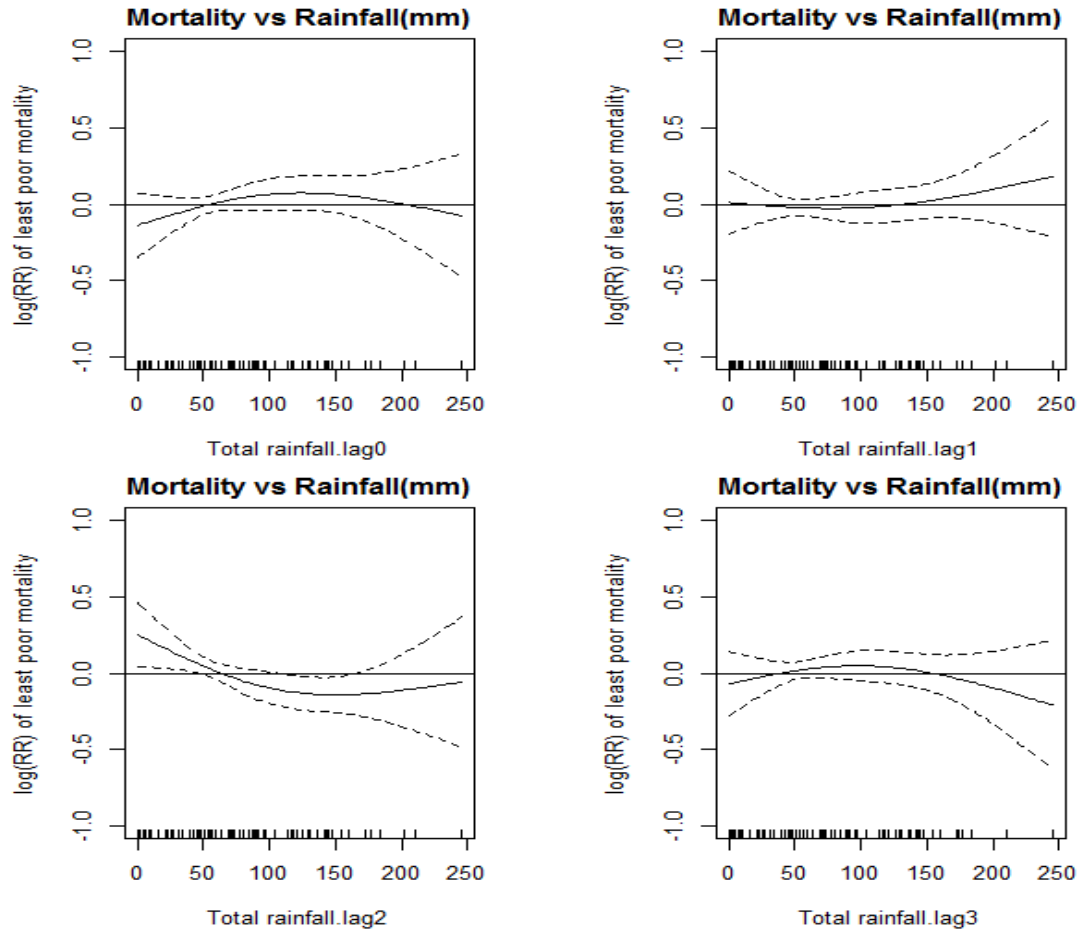 Mortality vs Rainfall(mm)
log(RR) of least poor mortality
1.0
0.5
0.0
-0.5
-1.0
0 50 100 150 200 250
Total rainfall.lag0
Mortality vs Rainfall(mm)
log(RR) of least poor mortality
1.0
0.5
0.0
-0.5
-1.0
0 50 100 150 200 250
Total rainfall.lag1
Mortality vs Rainfall(mm)
log(RR) of least poor mortality
1.0
0.5
0.0
-0.5
-1.0
0 50 100 150 200 250
Total rainfall.lag2
Mortality vs Rainfall(mm)
log(RR) of least poor mortality
1.0
0.5
0.0
-0.5
-1.0
0 50 100 150 200 250
Total rainfall.lag3